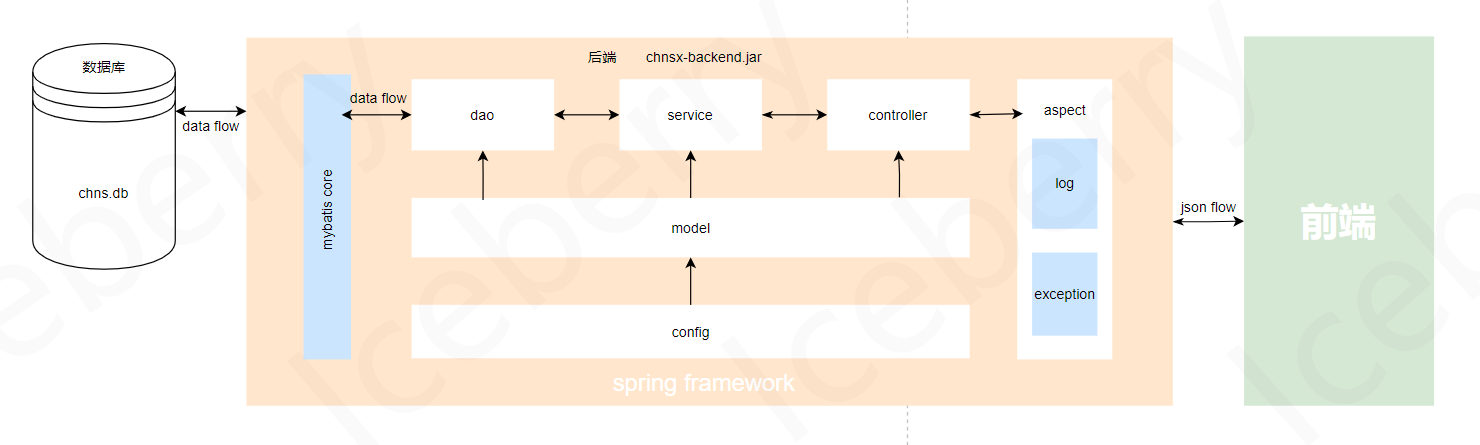 数据库
chns.db
data flow
后端 chnsx-backend.jar
mybatis core
data flow
dao
service
controller
aspect
log
exception
model
config
spring framework
json flow
前端
Iceberry
Iceberry
Iceberry
Iceberry